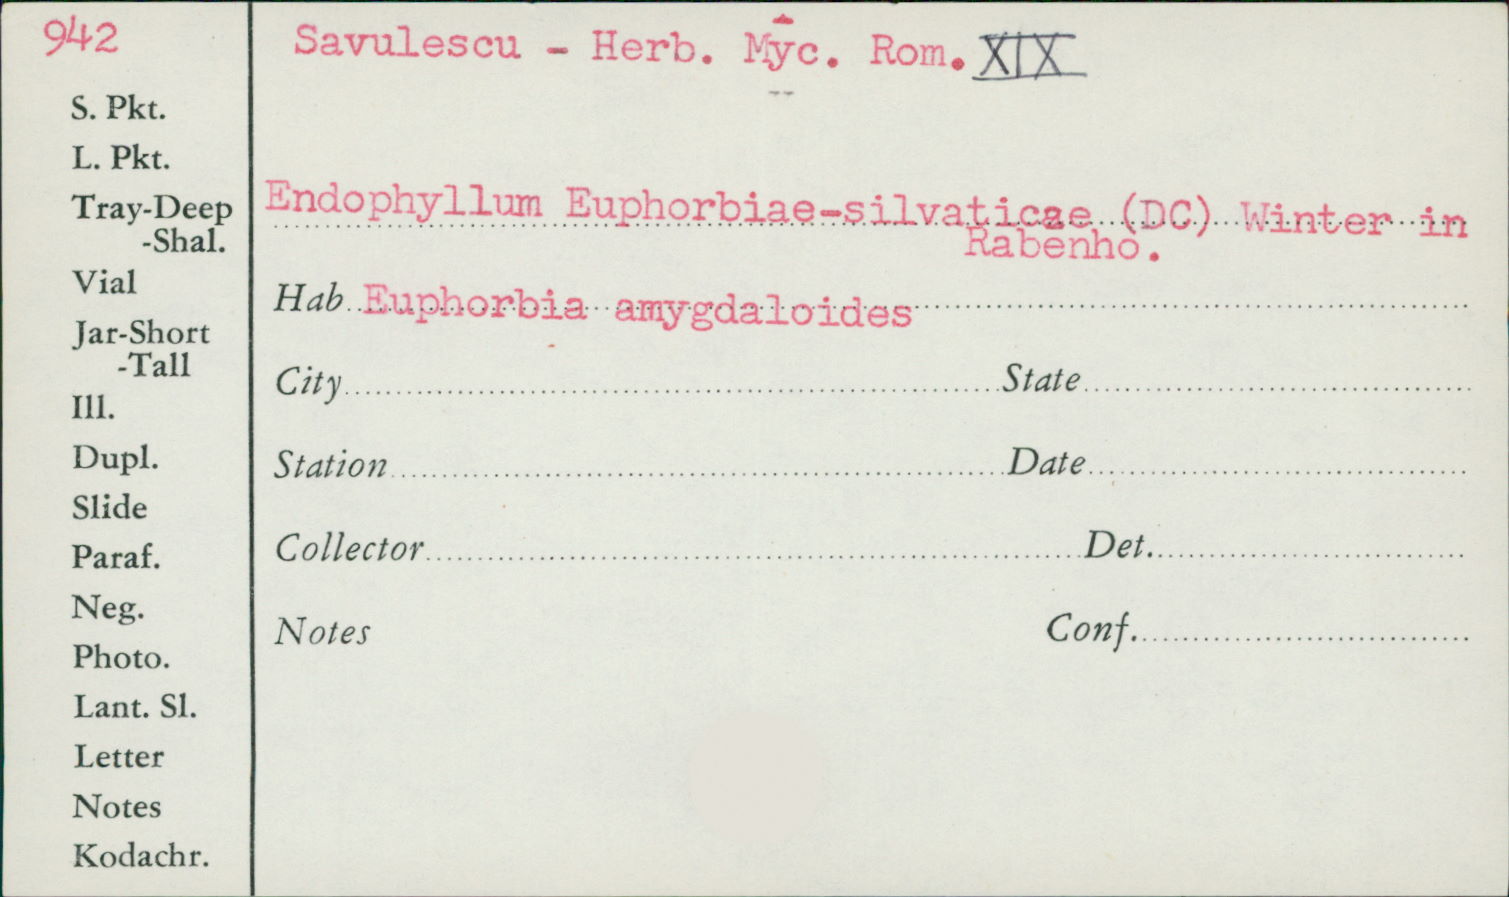 942
Savulescu - Herb. Myc. Rom. XIX
S. Pkt.
L. Pkt.
Tray-Deep
-Shal.
Vial
Jar-Short
-Tall
Ill.
Dupl.
Slide
Paraf.
Neg.
Photo.
Lant. Sl.
Letter
Notes
Kodachr.
Endophyllum Euphorbiae-silvaticae (DC) Winter in
Rabenho.
Hab Euphorbia amygdaloides
City State
Station Date
Collector Det.
Notes Conf.